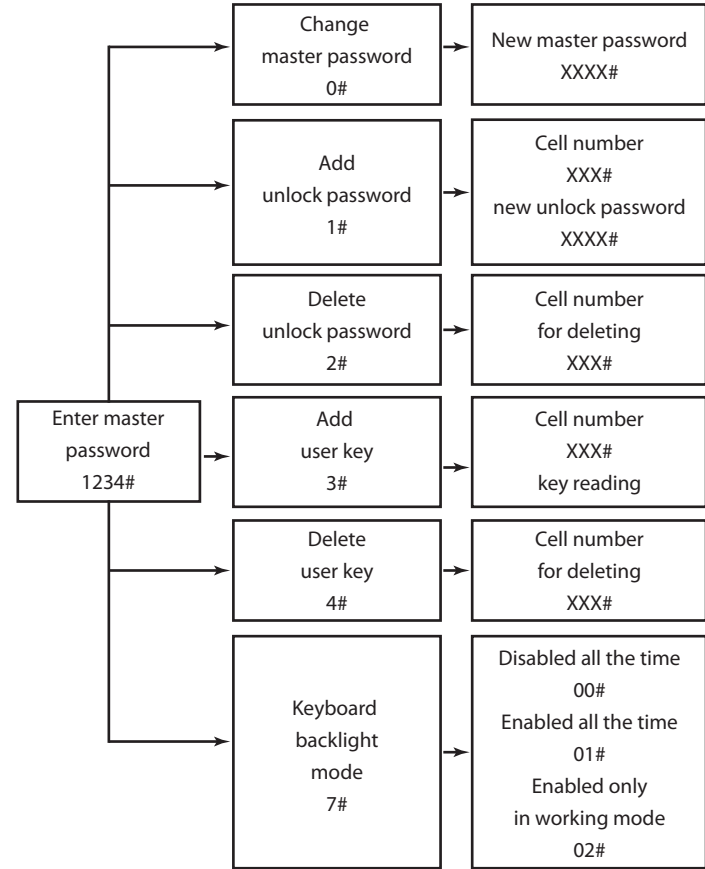 Change
master password
0#
New master password
XXXX#
Add
unlock password
1#
Cell number
XXX#
new unlock password
XXXX#
Delete
unlock password
2#
Cell number
for deleting
XXX#
Enter master
password
1234#
Add
user key
3#
Cell number
XXX#
key reading
Delete
user key
4#
Cell number
for deleting
XXX#
Keyboard
backlight
mode
7#
Disabled all the time
00#
Enabled all the time
01#
Enabled only
in working mode
02#